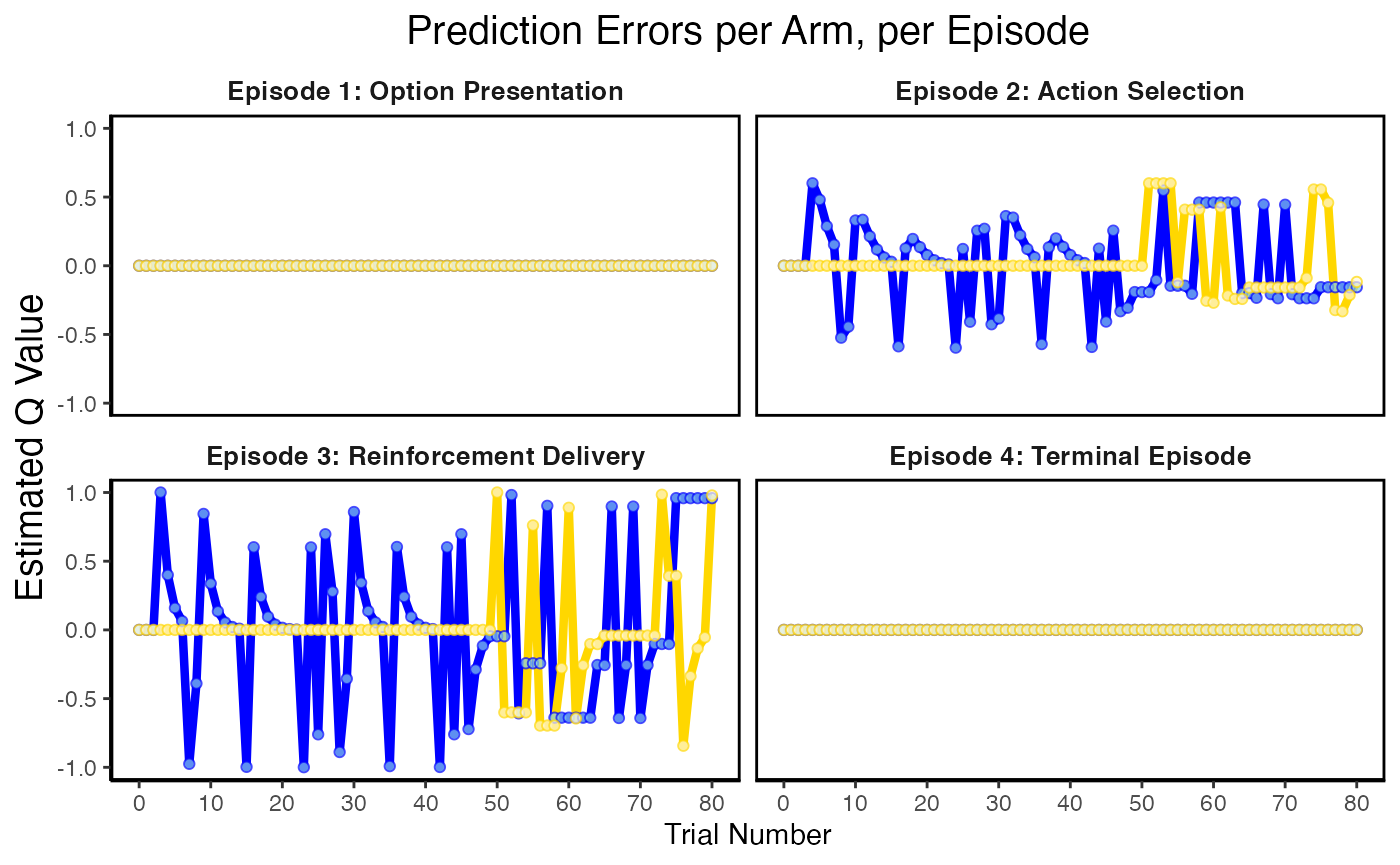 Prediction Errors per Arm, per Episode
Episode 1: Option Presentation
Episode 2: Action Selection
1.0
0.5
0.0
-0.5
-1.0
Estimated Q Value
Episode 3: Reinforcement Delivery
Episode 4: Terminal Episode
1.0
0.5
0.0
-0.5
-1.0
0 10 20 30 40 50 60 70 80
0 10 20 30 40 50 60 70 80
Trial Number